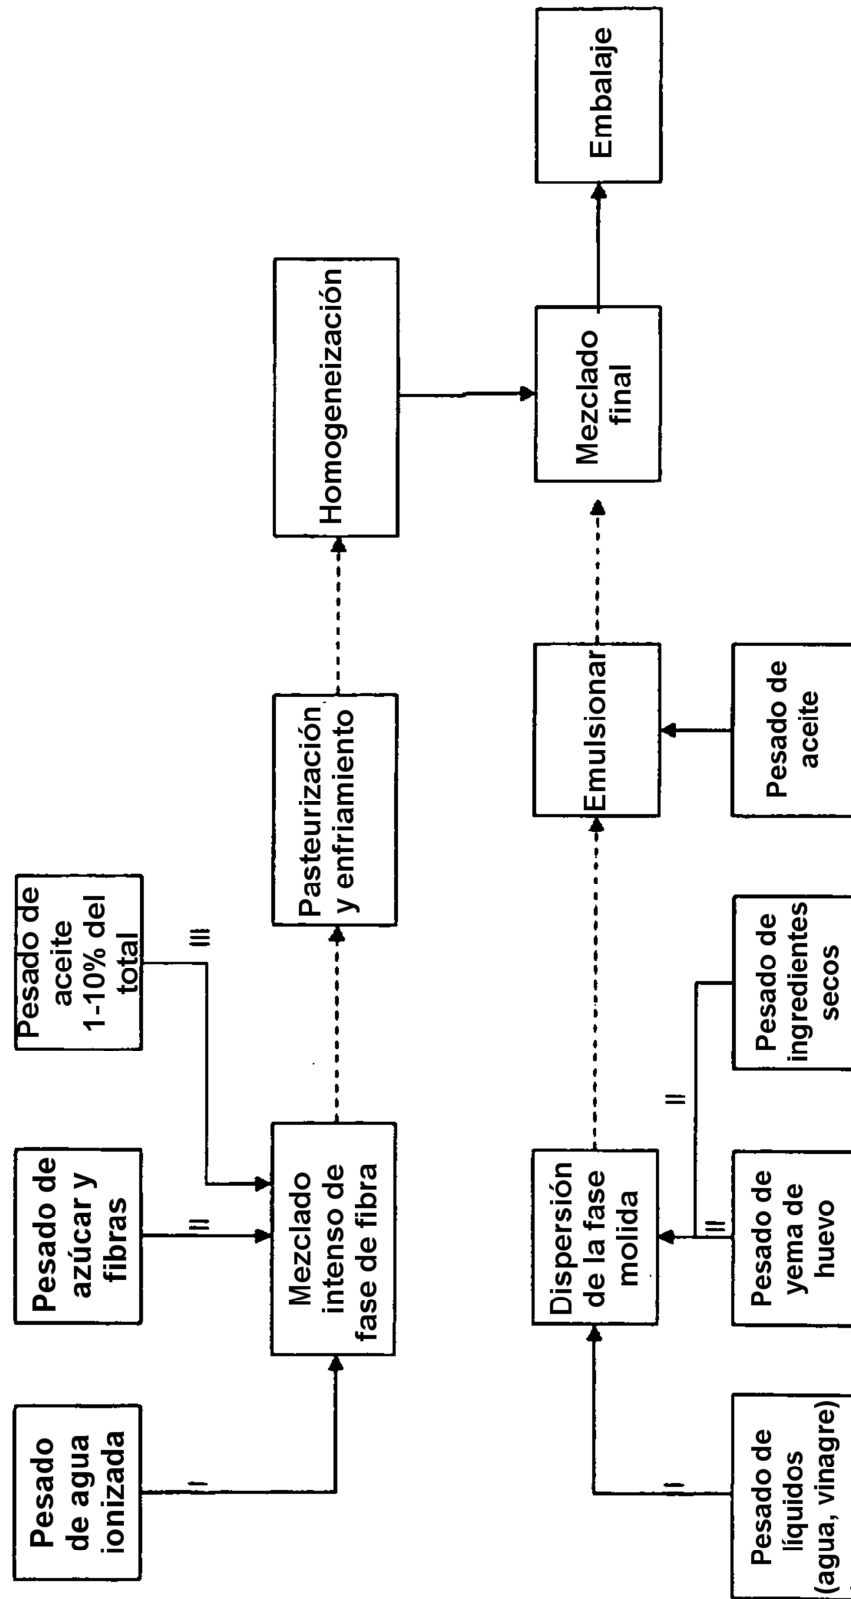 Pesado
de agua
ionizada
Pesado de
azúcar y
fibras
Pesado de
aceite
1-10% del
total
I
II
III
Mezclado
intenso de
fase de fibra
Pasteurización
y enfriamiento
Homogeneización
Dispersión
de la fase
molida
Emulsionar
Mezclado
final
Embalaje
I
II
II
Pesado de
líquidos
(agua, vinagre)
Pesado de
yema de
huevo
Pesado de
ingredientes
secos
Pesado de
aceite